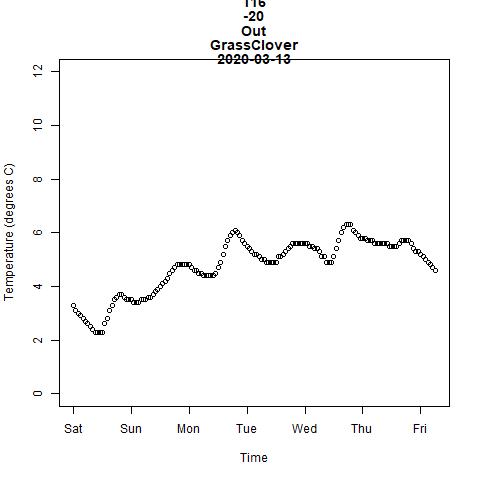 T16
-20
Out
GrassClover
2020-03-13
12
10
8
6
4
2
0
Temperature (degrees C)
Sat Sun Mon Tue Wed Thu Fri
Time